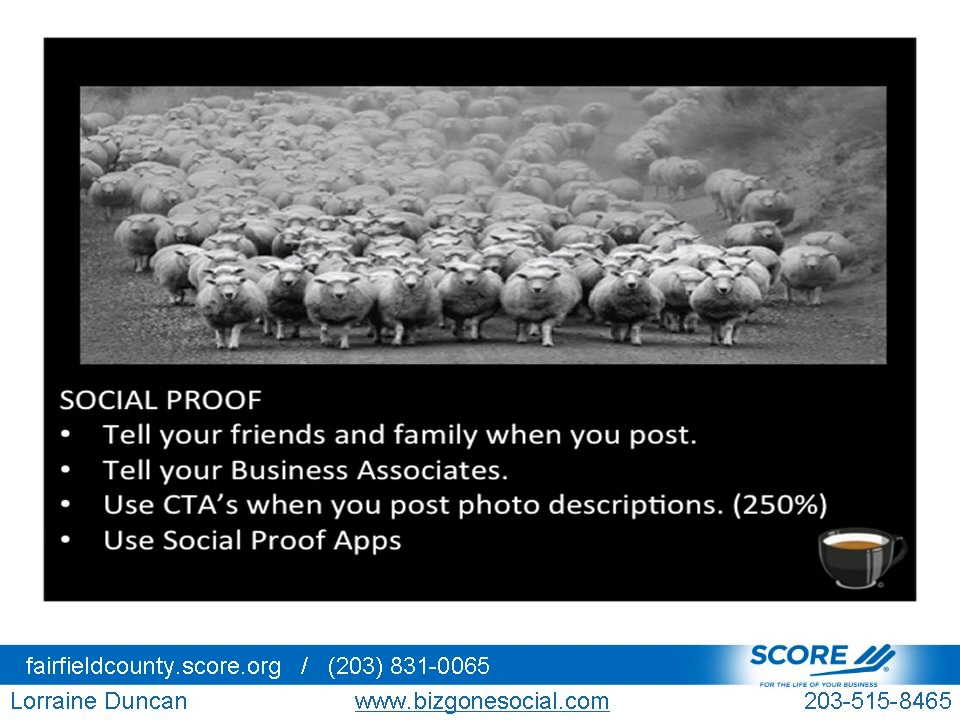 SOCIAL PROOF
• Tell your friends and family when you post.
• Tell your Business Associates.
• Use CTA’s when you post photo descriptions. (250%)
• Use Social Proof Apps
fairfieldcounty.score.org / (203) 831-0065
SCORE
FOR THE LIFE OF YOUR BUSINESS
Lorraine Duncan www.bizgonesocial.com 203-515-8465